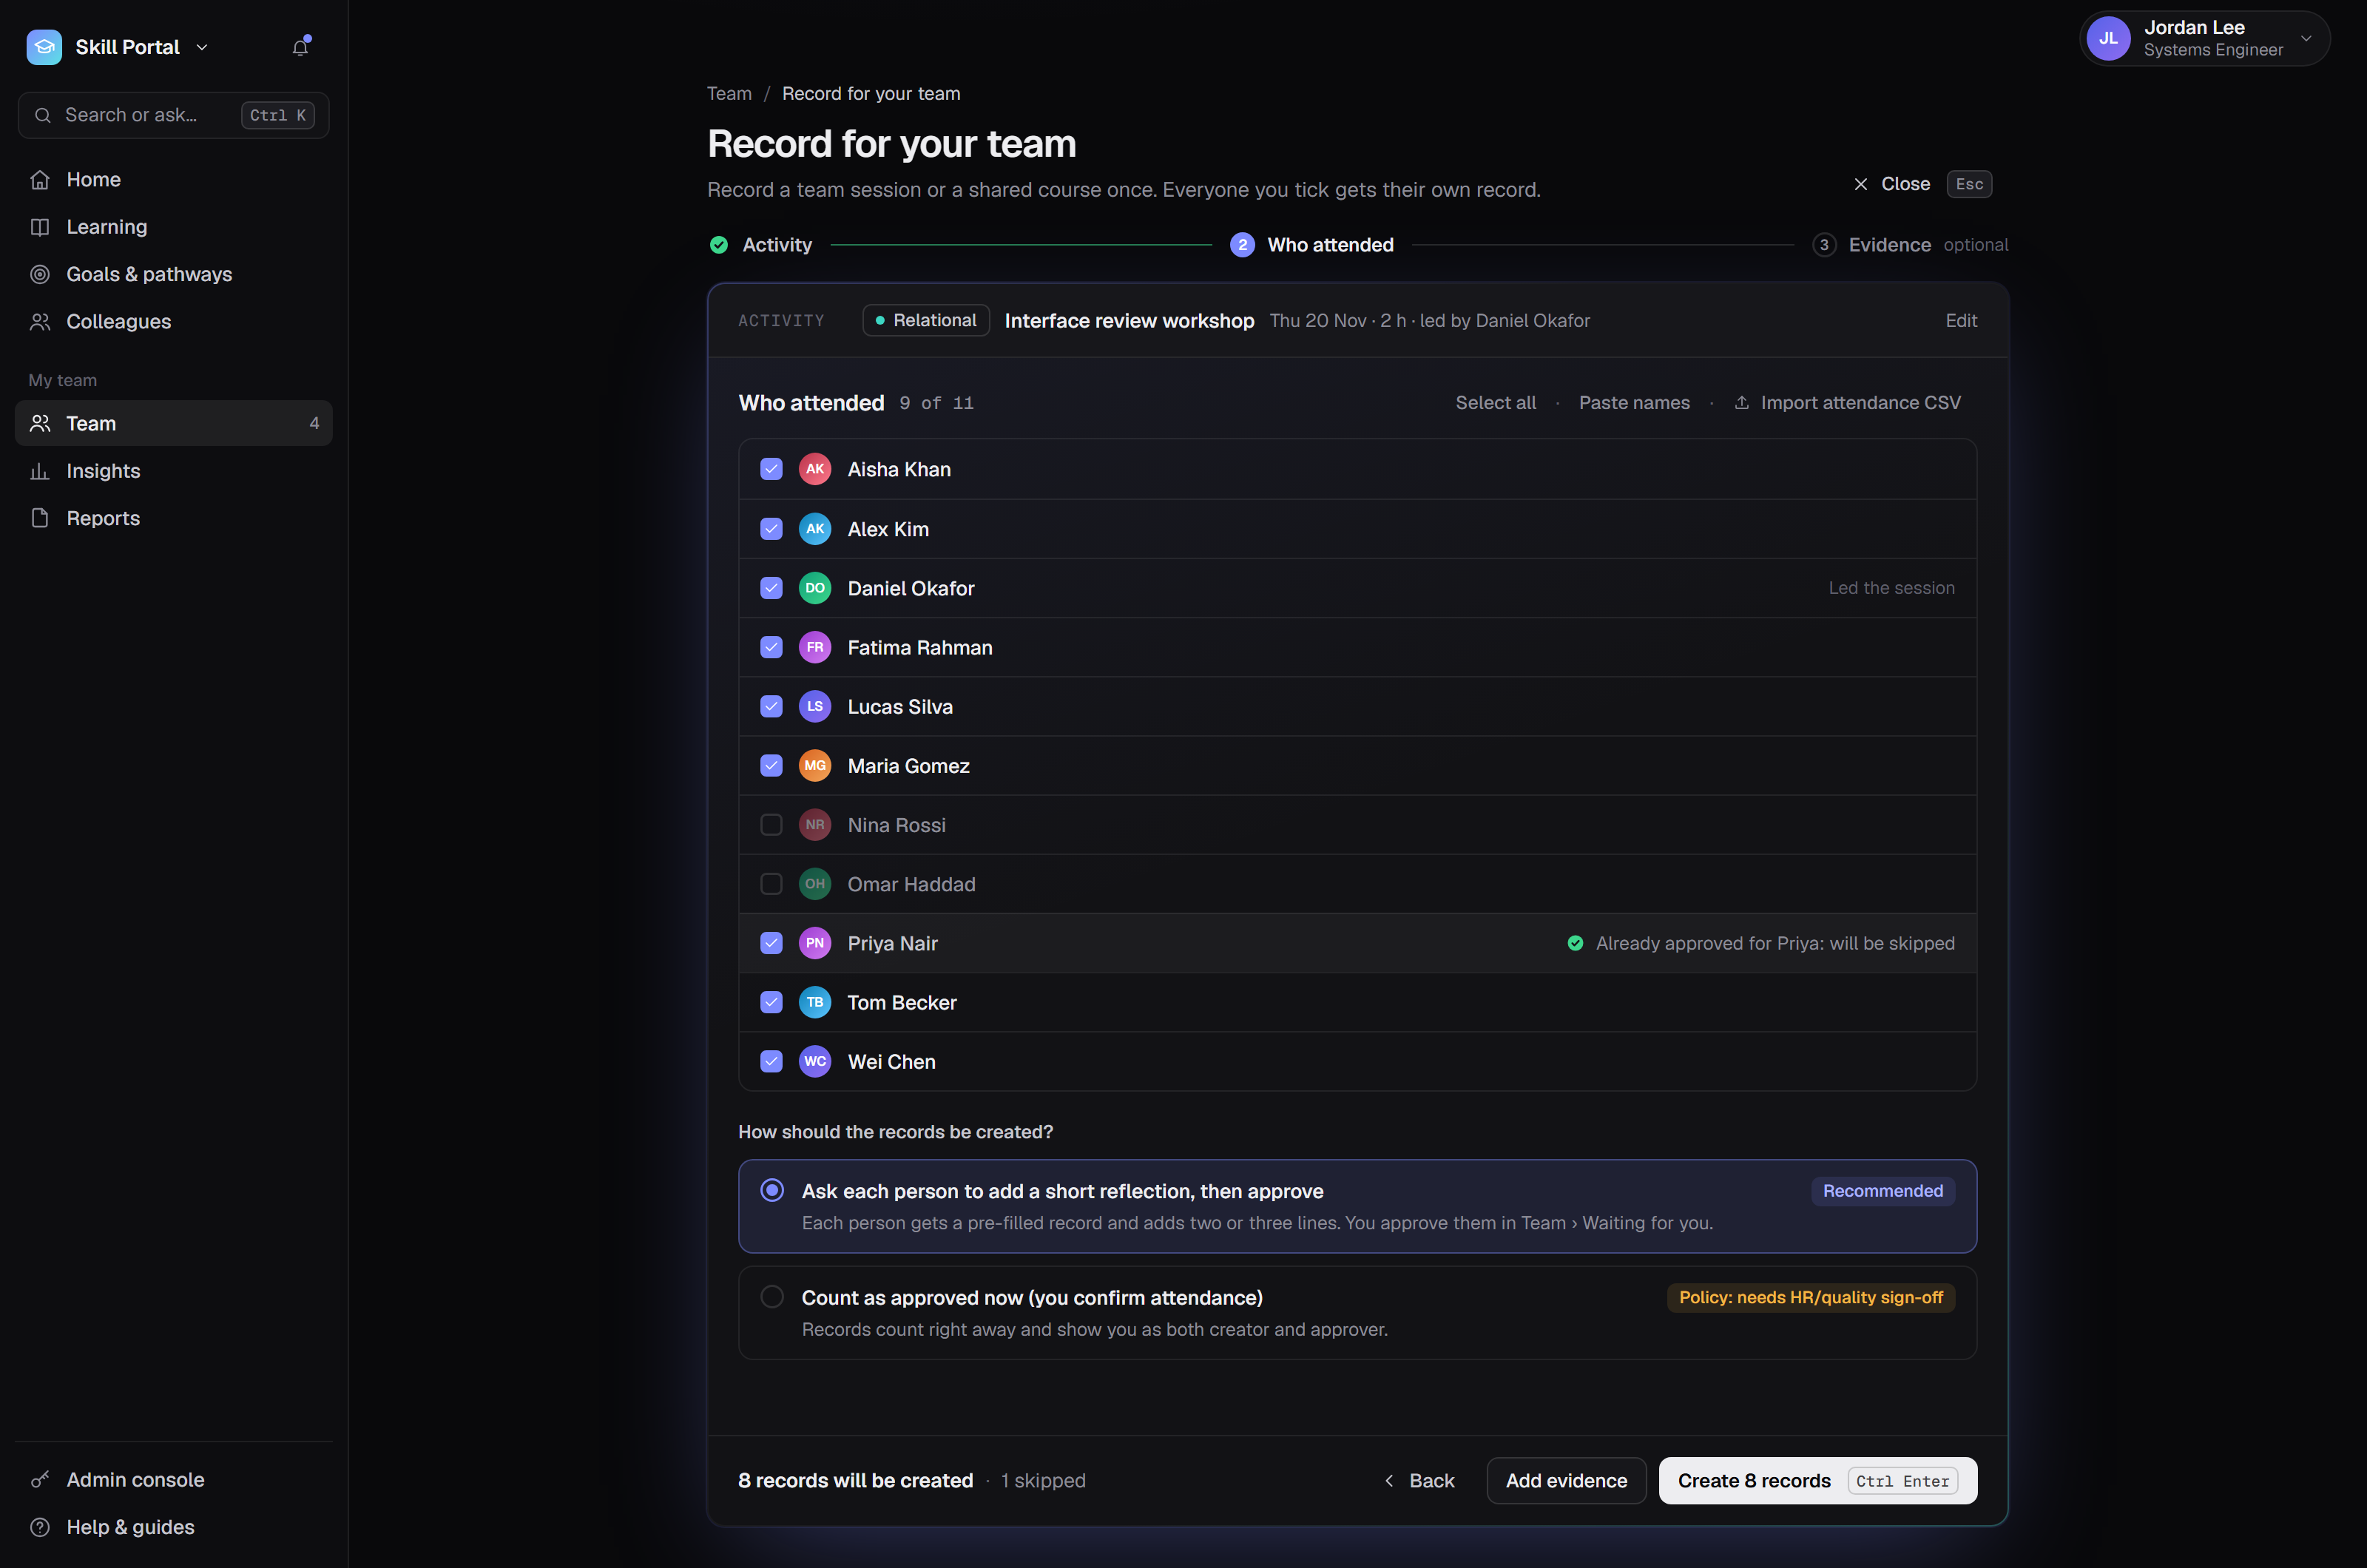 Skill Portal
Search or ask... Ctrl K
Home
Learning
Goals & pathways
Colleagues
My team
Team 4
Insights
Reports
Admin console
Help & guides
JL Jordan Lee
Systems Engineer
Team / Record for your team
Record for your team
Record a team session or a shared course once. Everyone you tick gets their own record.
Close Esc
Activity
2 Who attended
3 Evidence optional
ACTIVITY Relational Interface review workshop Thu 20 Nov · 2 h · led by Daniel Okafor Edit
Who attended 9 of 11 Select all · Paste names · Import attendance CSV
AK Aisha Khan
AK Alex Kim
DO Daniel Okafor Led the session
FR Fatima Rahman
LS Lucas Silva
MG Maria Gomez
NR Nina Rossi
OH Omar Haddad
PN Priya Nair Already approved for Priya: will be skipped
TB Tom Becker
WC Wei Chen
How should the records be created?
Ask each person to add a short reflection, then approve Recommended
Each person gets a pre-filled record and adds two or three lines. You approve them in Team › Waiting for you.
Count as approved now (you confirm attendance) Policy: needs HR/quality sign-off
Records count right away and show you as both creator and approver.
8 records will be created · 1 skipped Back Add evidence Create 8 records Ctrl Enter